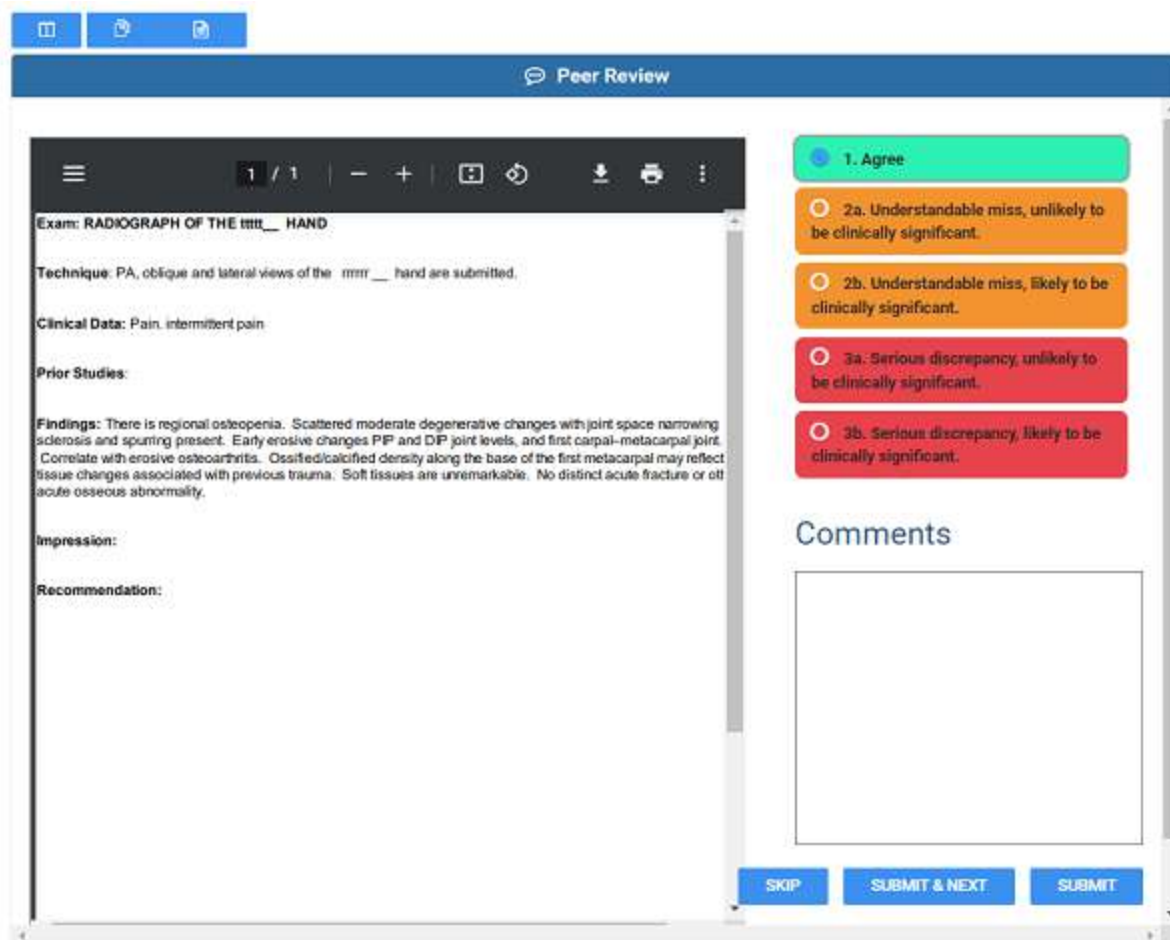 Peer Review
1 / 1
Exam: RADIOGRAPH OF THE ttttt__ HAND
Technique: PA, oblique and lateral views of the rrrrrr __ hand are submitted.
Clinical Data: Pain, intermittent pain
Prior Studies:
Findings: There is regional osteopenia. Scattered moderate degenerative changes with joint space narrowing
sclerosis and spurring present. Early erosive changes PIP and DIP joint levels, and first carpal–metacarpal joint.
Correlate with erosive osteoarthritis. Ossified/calcified density along the base of the first metacarpal may reflect
tissue changes associated with previous trauma. Soft tissues are unremarkable. No distinct acute fracture or
acute osseous abnormality.
Impression:
Recommendation:
1. Agree
2a. Understandable miss, unlikely to
be clinically significant.
2b. Understandable miss, likely to be
clinically significant.
3a. Serious discrepancy, unlikely to
be clinically significant.
3b. Serious discrepancy, likely to be
clinically significant.
Comments
SKIP
SUBMIT & NEXT
SUBMIT